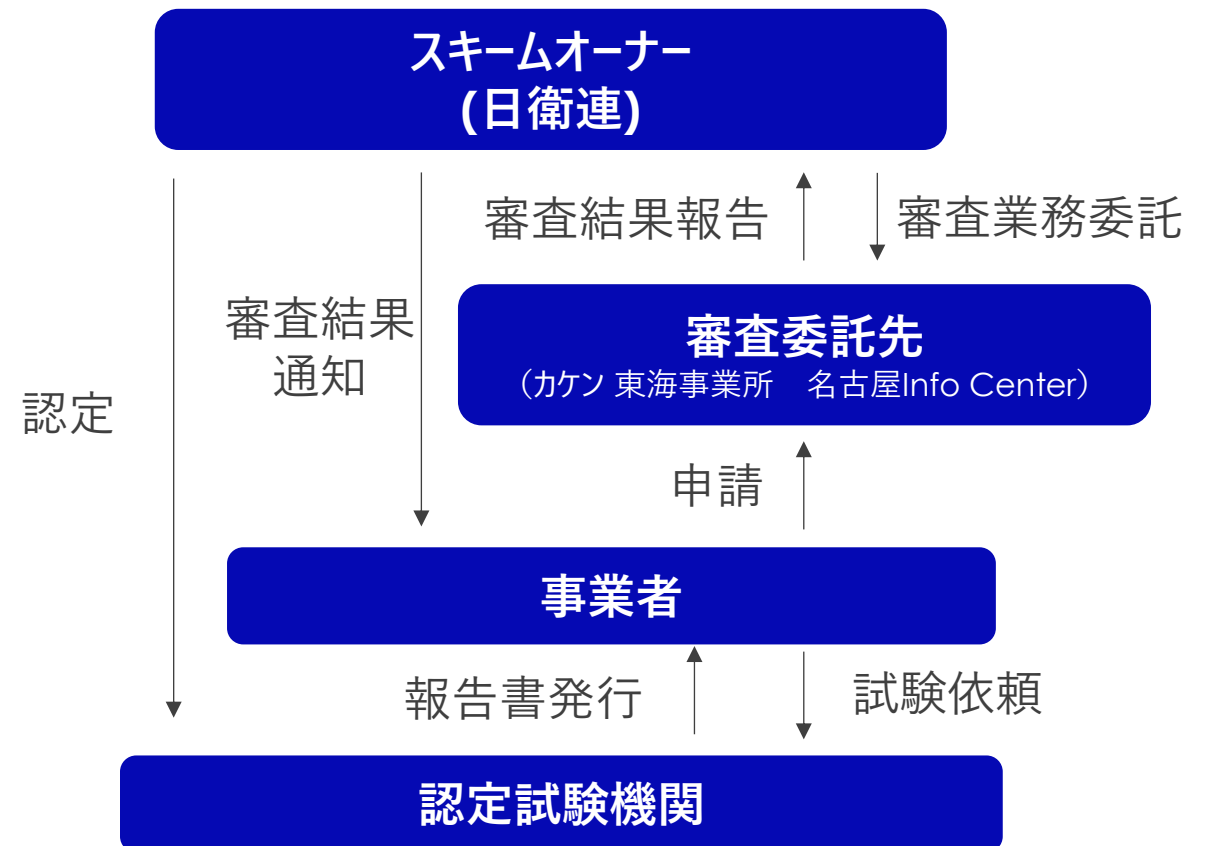 スキームオーナー
(日衛連)
審査結果報告
審査業務委託
審査委託先
（カケン 東海事業所　名古屋Info Center）
審査結果
通知
認定
申請
事業者
報告書発行
試験依頼
認定試験機関